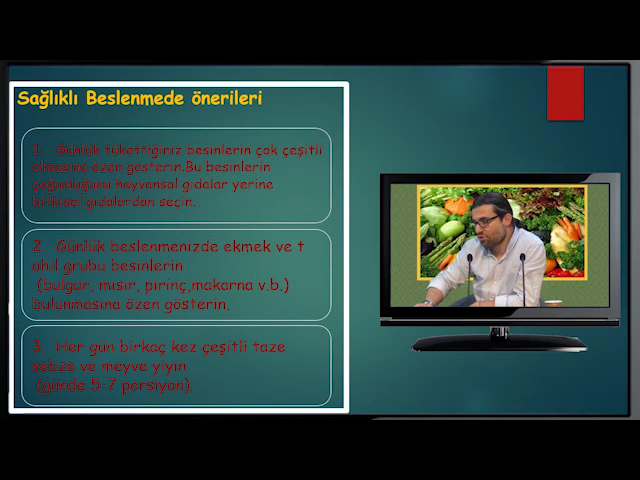 Sağlıklı Beslenmede önerileri
1. Günlük tükettiğiniz besinlerin çok çeşitli
olmasına özen gösterin.Bu besinlerin
çoğunluğunu hayvansal gıdalar yerine
bitkisel gıdalardan seçin.
2. Günlük beslenmenizde ekmek ve t
ahıl grubu besinlerin
(bulgur, mısır, pirinç,makarna v.b.)
bulunmasına özen gösterin.
3. Her gün birkaç kez çeşitli taze
sebze ve meyve yiyin
(günde 5-7 porsiyon).